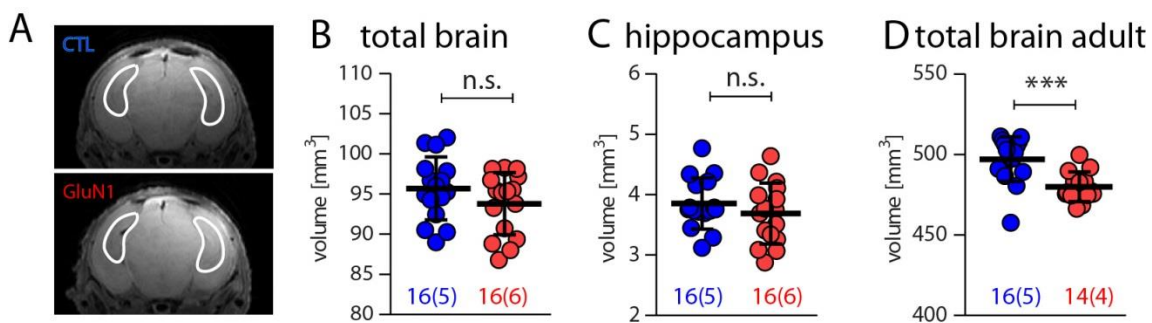 A
CTL
GluN1
B total brain
volume [mm³]
110
105
100
95
90
85
80
n.s.
16(5) 16(6)
C hippocampus
volume [mm³]
6
5
4
3
2
n.s.
16(5) 16(6)
D total brain adult
volume [mm³]
550
500
450
400
***
16(5) 14(4)